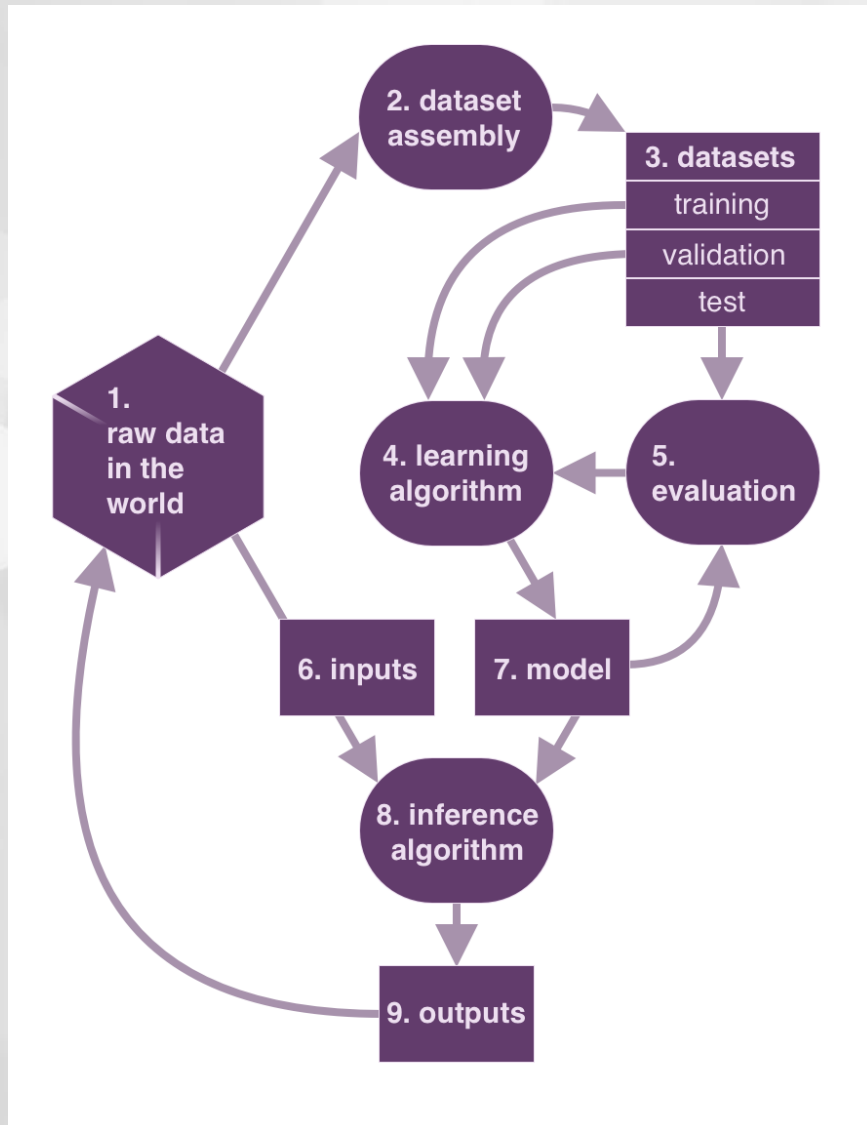 2. dataset
assembly
3. datasets
training
validation
test
1.
raw data
in the
world
4. learning
algorithm
5.
evaluation
6. inputs
7. model
8. inference
algorithm
9. outputs